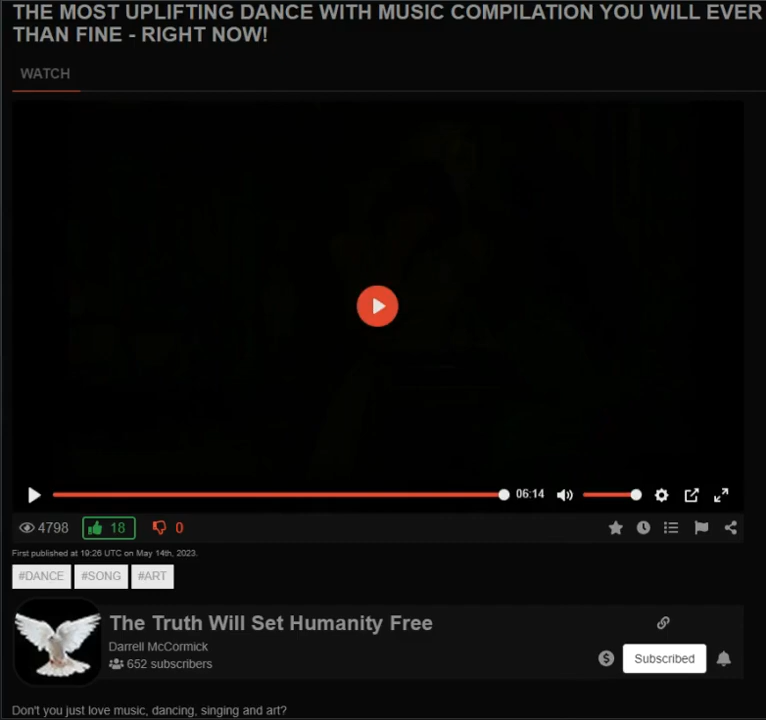 THE MOST UPLIFTING DANCE WITH MUSIC COMPILATION YOU WILL EVER
THAN FINE - RIGHT NOW!
WATCH
06:14
4798 18 0
First published at 19:26 UTC on May 14th, 2023.
#DANCE #SONG #ART
The Truth Will Set Humanity Free
Darrell McCormick
652 subscribers
$ Subscribed
Don't you just love music, dancing, singing and art?